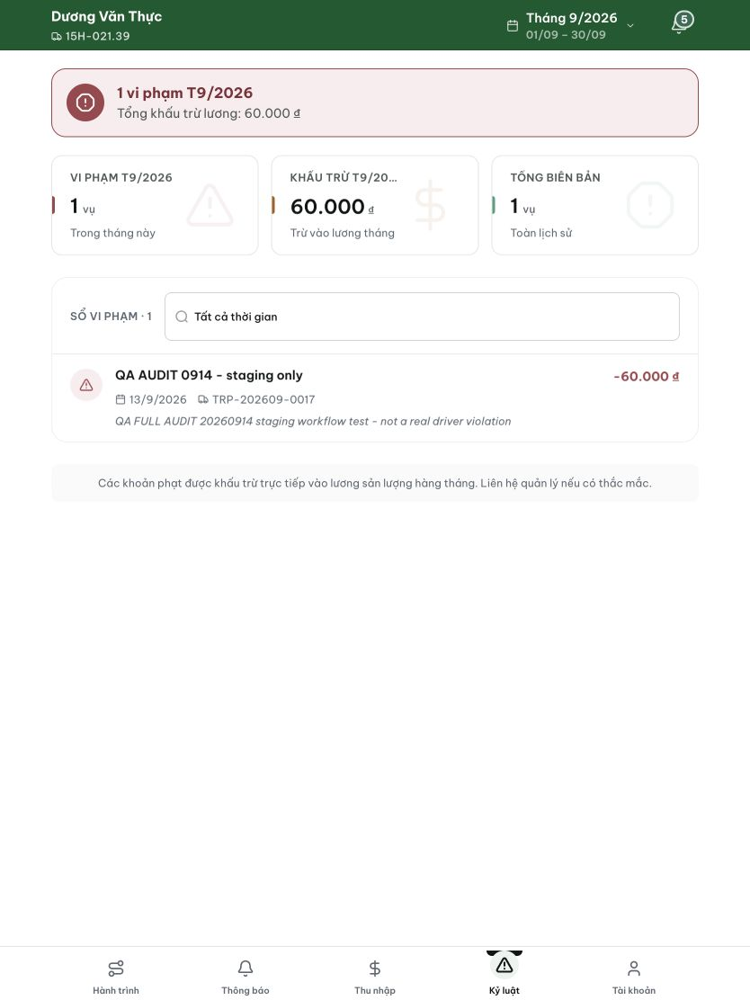 Dương Văn Thực
15H-021.39
Tháng 9/2026
01/09 – 30/09
5
1 vi phạm T9/2026
Tổng khấu trừ lương: 60.000 ₫
VI PHẠM T9/2026
1 vụ
Trong tháng này
KHẤU TRỪ T9/20...
60.000 ₫
Trừ vào lương tháng
TỔNG BIÊN BẢN
1 vụ
Toàn lịch sử
SỔ VI PHẠM · 1
Tất cả thời gian
QA AUDIT 0914 - staging only
-60.000 ₫
13/9/2026 TRP-202609-0017
QA FULL AUDIT 20260914 staging workflow test - not a real driver violation
Các khoản phạt được khấu trừ trực tiếp vào lương sản lượng hàng tháng. Liên hệ quản lý nếu có thắc mắc.
Hành trình
Thông báo
Thu nhập
Kỷ luật
Tài khoản